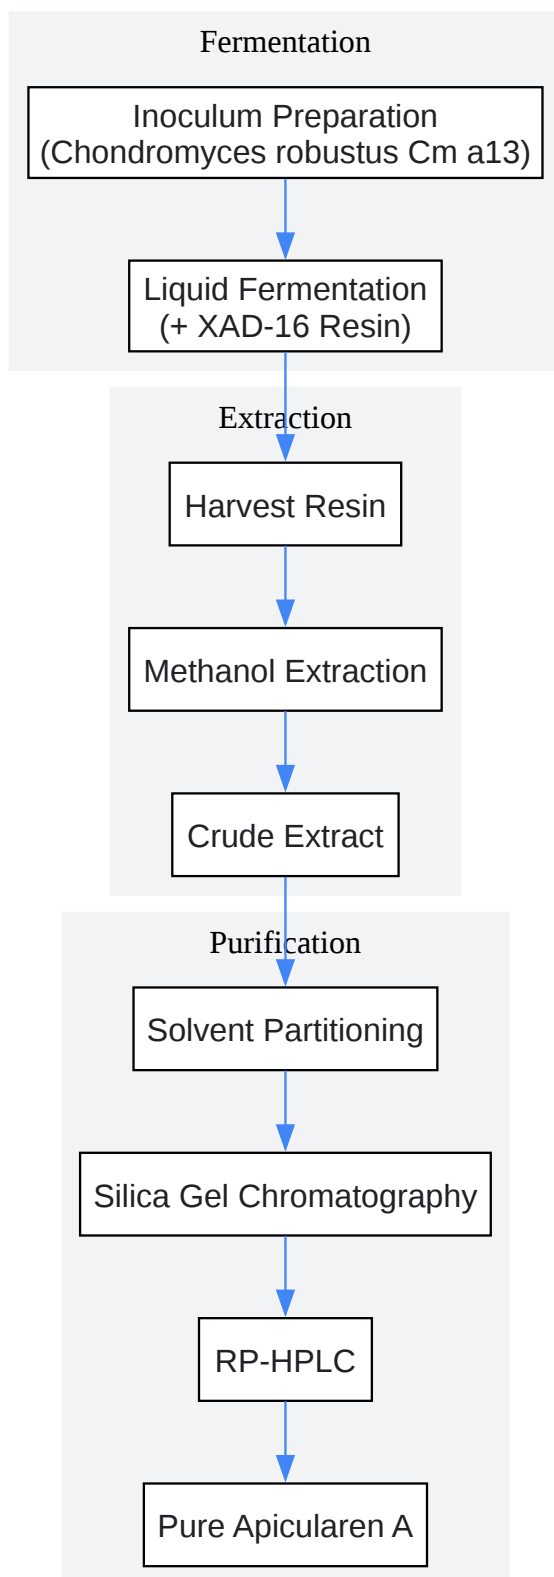 Fermentation
Inoculum Preparation
(Chondromyces robustus Cm a13)
Liquid Fermentation
(+ XAD-16 Resin)
Extraction
Harvest Resin
Methanol Extraction
Crude Extract
Purification
Solvent Partitioning
Silica Gel Chromatography
RP-HPLC
Pure Apicularen A